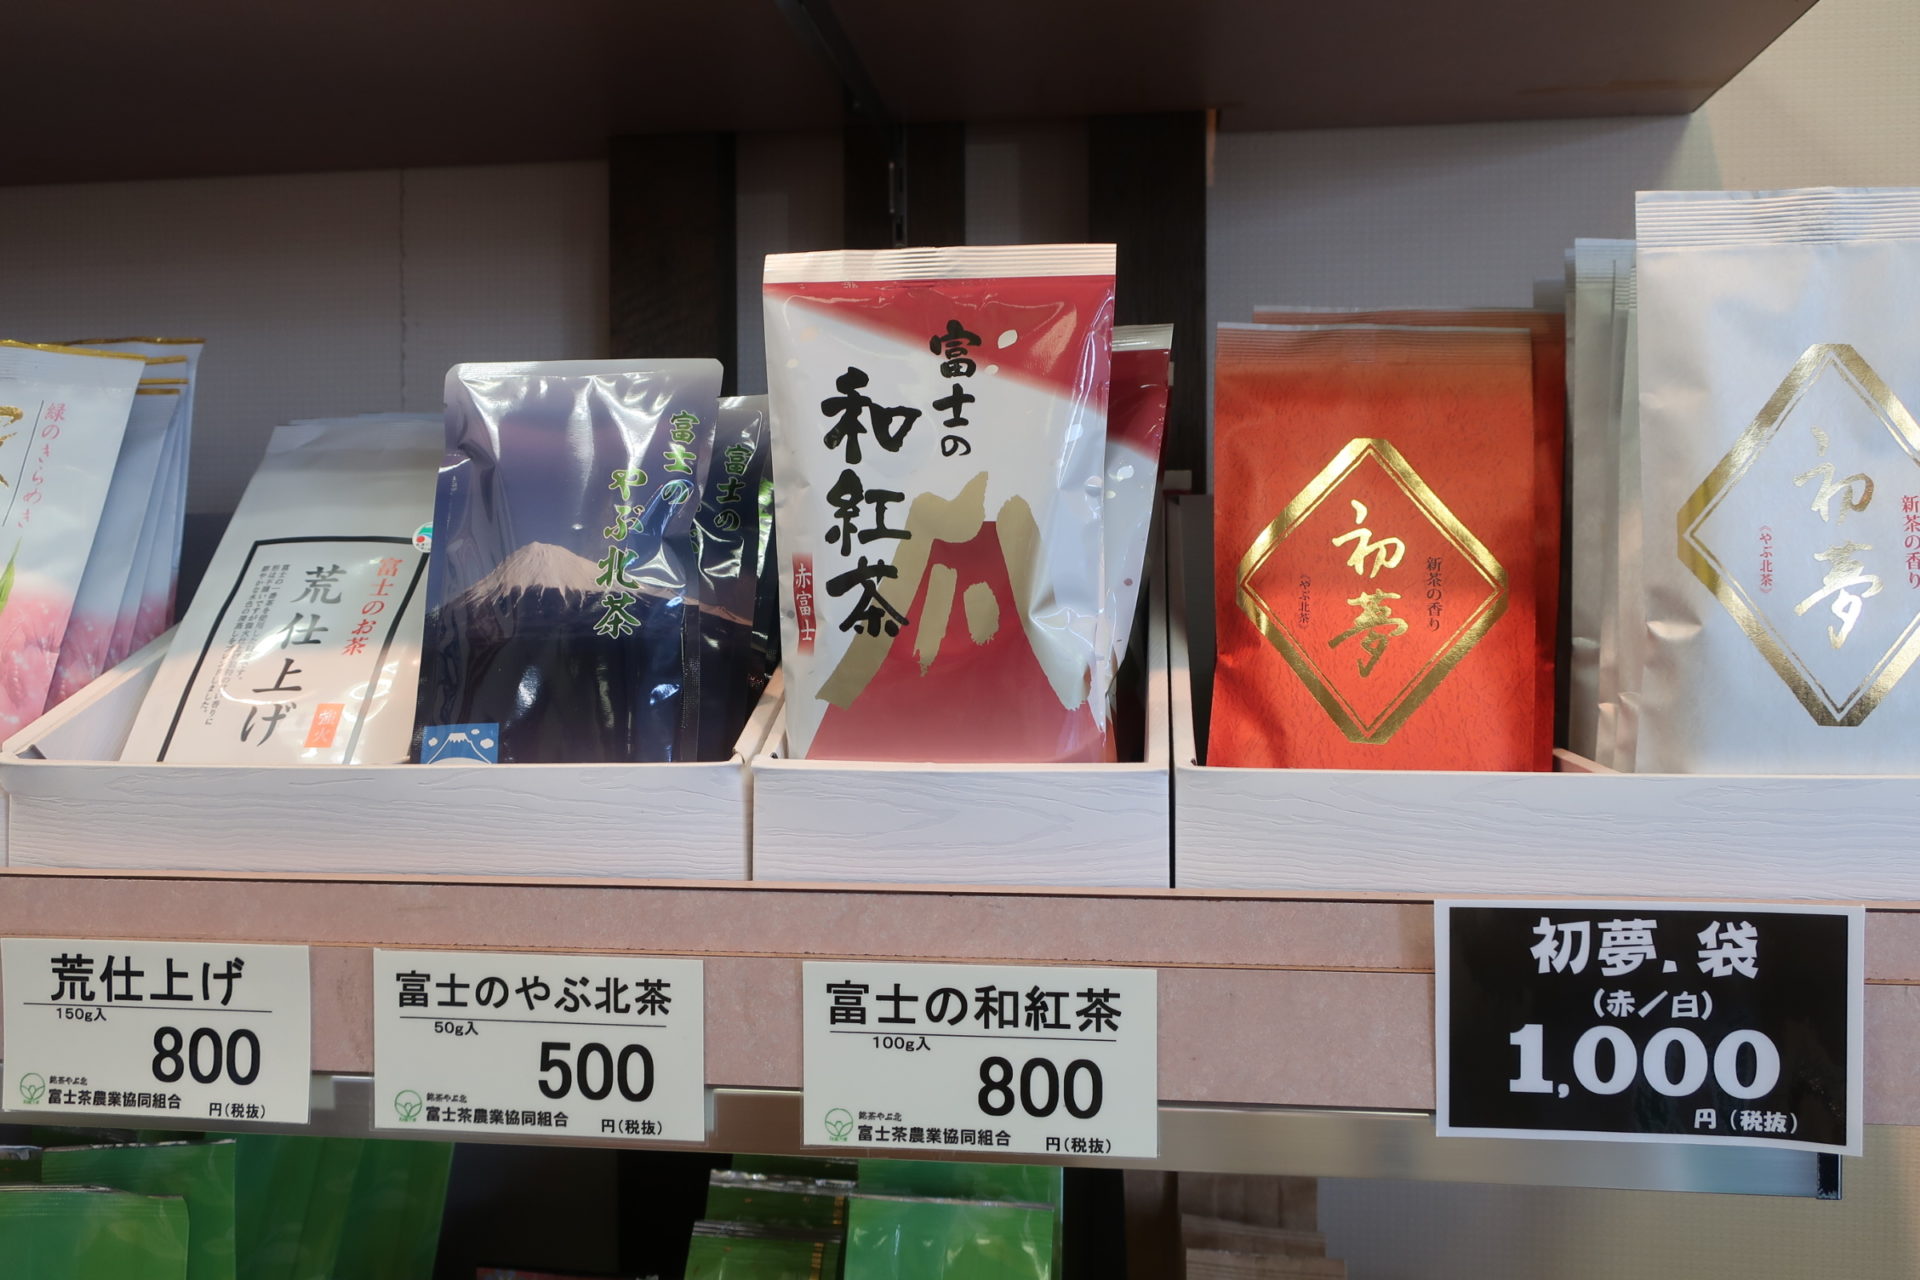 緑のきらめき
富士のお茶
荒仕上げ
強火
富士の
やぶ北茶
富士の
富士の
和紅茶
赤富士
新茶の香り
初夢
《やぶ北茶》
新茶の香り
初夢
《やぶ北茶》
荒仕上げ
150g入
800
銘茶やぶ北
富士茶農業協同組合
円(税抜)
富士のやぶ北茶
50g入
500
銘茶やぶ北
富士茶農業協同組合
円(税抜)
富士の和紅茶
100g入
800
銘茶やぶ北
富士茶農業協同組合
円(税抜)
初夢.袋
(赤/白)
1,000
円(税抜)